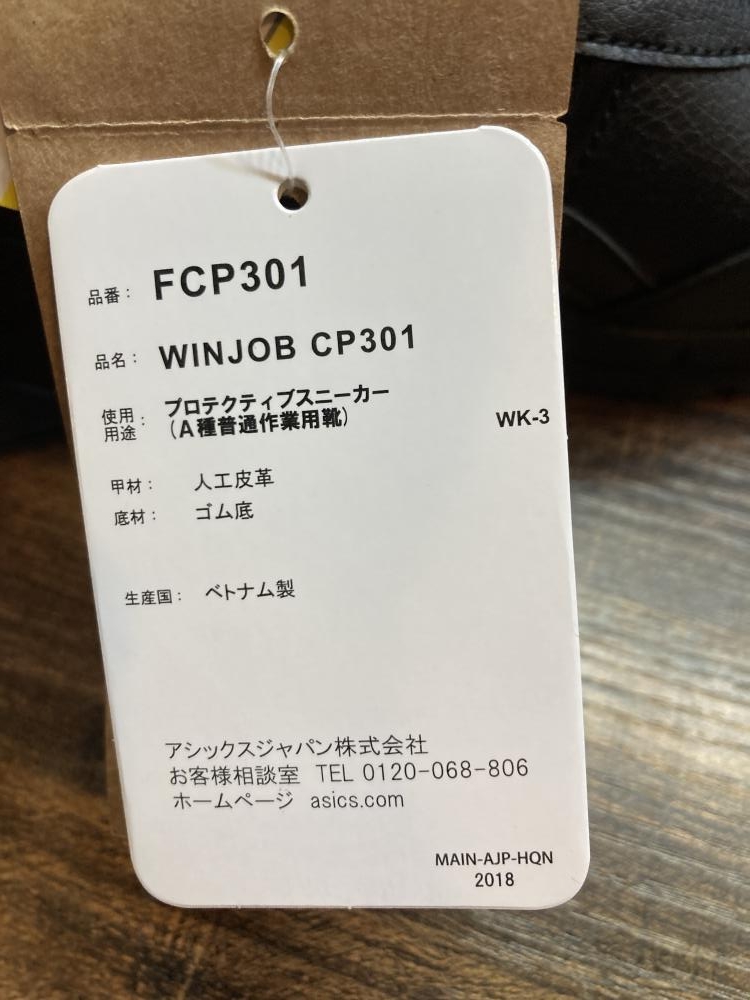 品番： FCP301
品名： WINJOB CP301
使用用途： プロテクティブスニーカー
（A種普通作業用靴）
WK-3
甲材： 人工皮革
底材： ゴム底
生産国： ベトナム製
アシックスジャパン株式会社
お客様相談室 TEL 0120-068-806
ホームページ asics.com
MAIN-AJP-HQN
2018